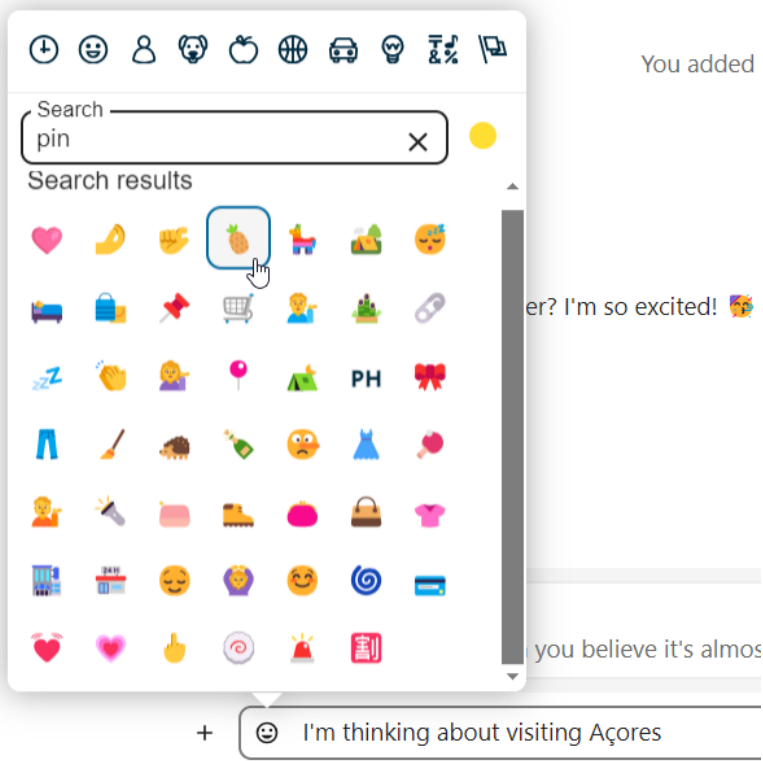 You added
Search
pin
Search results
er? I'm so excited!
PH
you believe it's almos
I'm thinking about visiting Açores